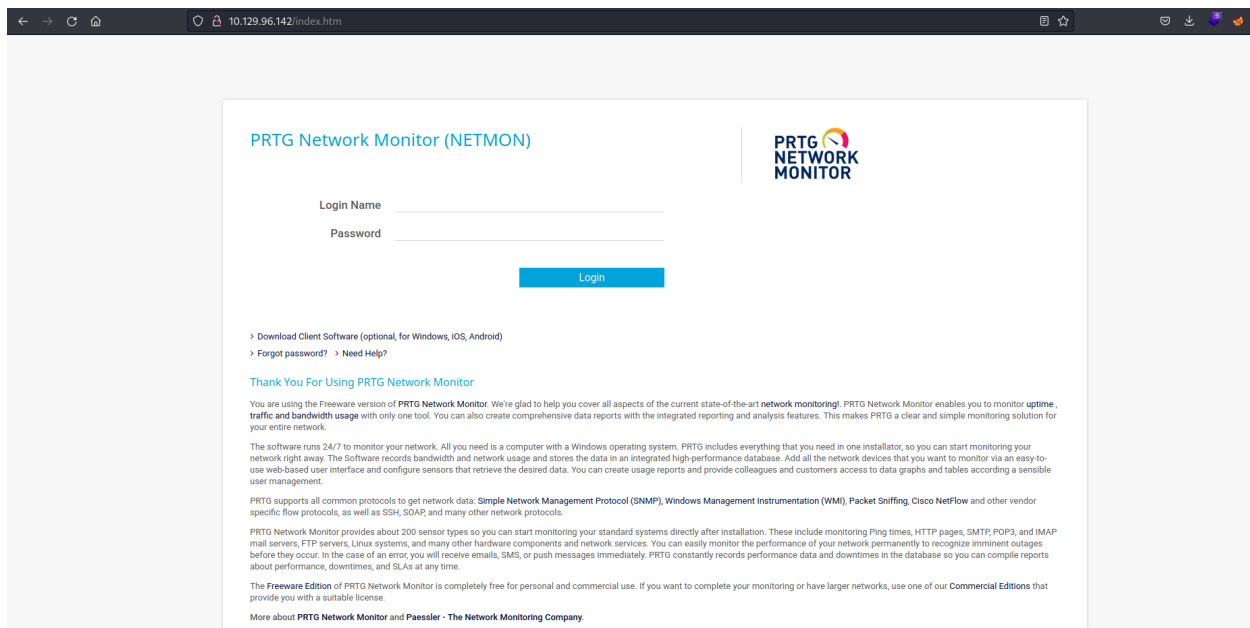 10.129.96.142/index.htm
9
PRTG Network Monitor (NETMON)
PRTG
NETWORK
MONITOR
Login Name
Password
Login
> Download Client Software (optional, for Windows, iOS, Android)
> Forgot password? > Need Help?
Thank You For Using PRTG Network Monitor
You are using the Freeware version of PRTG Network Monitor. We're glad to help you cover all aspects of the current state-of-the-art network monitoring!. PRTG Network Monitor enables you to monitor uptime ,
traffic and bandwidth usage with only one tool. You can also create comprehensive data reports with the integrated reporting and analysis features. This makes PRTG a clear and simple monitoring solution for
your entire network.
The software runs 24/7 to monitor your network. All you need is a computer with a Windows operating system. PRTG includes everything that you need in one installator, so you can start monitoring your
network right away. The Software records bandwidth and network usage and stores the data in an integrated high-performance database. Add all the network devices that you want to monitor via an easy-to-
use web-based user interface and configure sensors that retrieve the desired data. You can create usage reports and provide colleagues and customers access to data graphs and tables according a sensible
user management.
PRTG supports all common protocols to get network data: Simple Network Management Protocol (SNMP), Windows Management Instrumentation (WMI), Packet Sniffing, Cisco NetFlow and other vendor
specific flow protocols, as well as SSH, SOAP, and many other network protocols.
PRTG Network Monitor provides about 200 sensor types so you can start monitoring your standard systems directly after installation. These include monitoring Ping times, HTTP pages, SMTP, POP3, and IMAP
mail servers, FTP servers, Linux systems, and many other hardware components and network services. You can easily monitor the performance of your network permanently to recognize imminent outages
before they occur. In the case of an error, you will receive emails, SMS, or push messages immediately. PRTG constantly records performance data and downtimes in the database so you can compile reports
about performance, downtimes, and SLAs at any time.
The Freeware Edition of PRTG Network Monitor is completely free for personal and commercial use. If you want to complete your monitoring or have larger networks, use one of our Commercial Editions that
provide you with a suitable license.
More about PRTG Network Monitor and Paessler - The Network Monitoring Company.